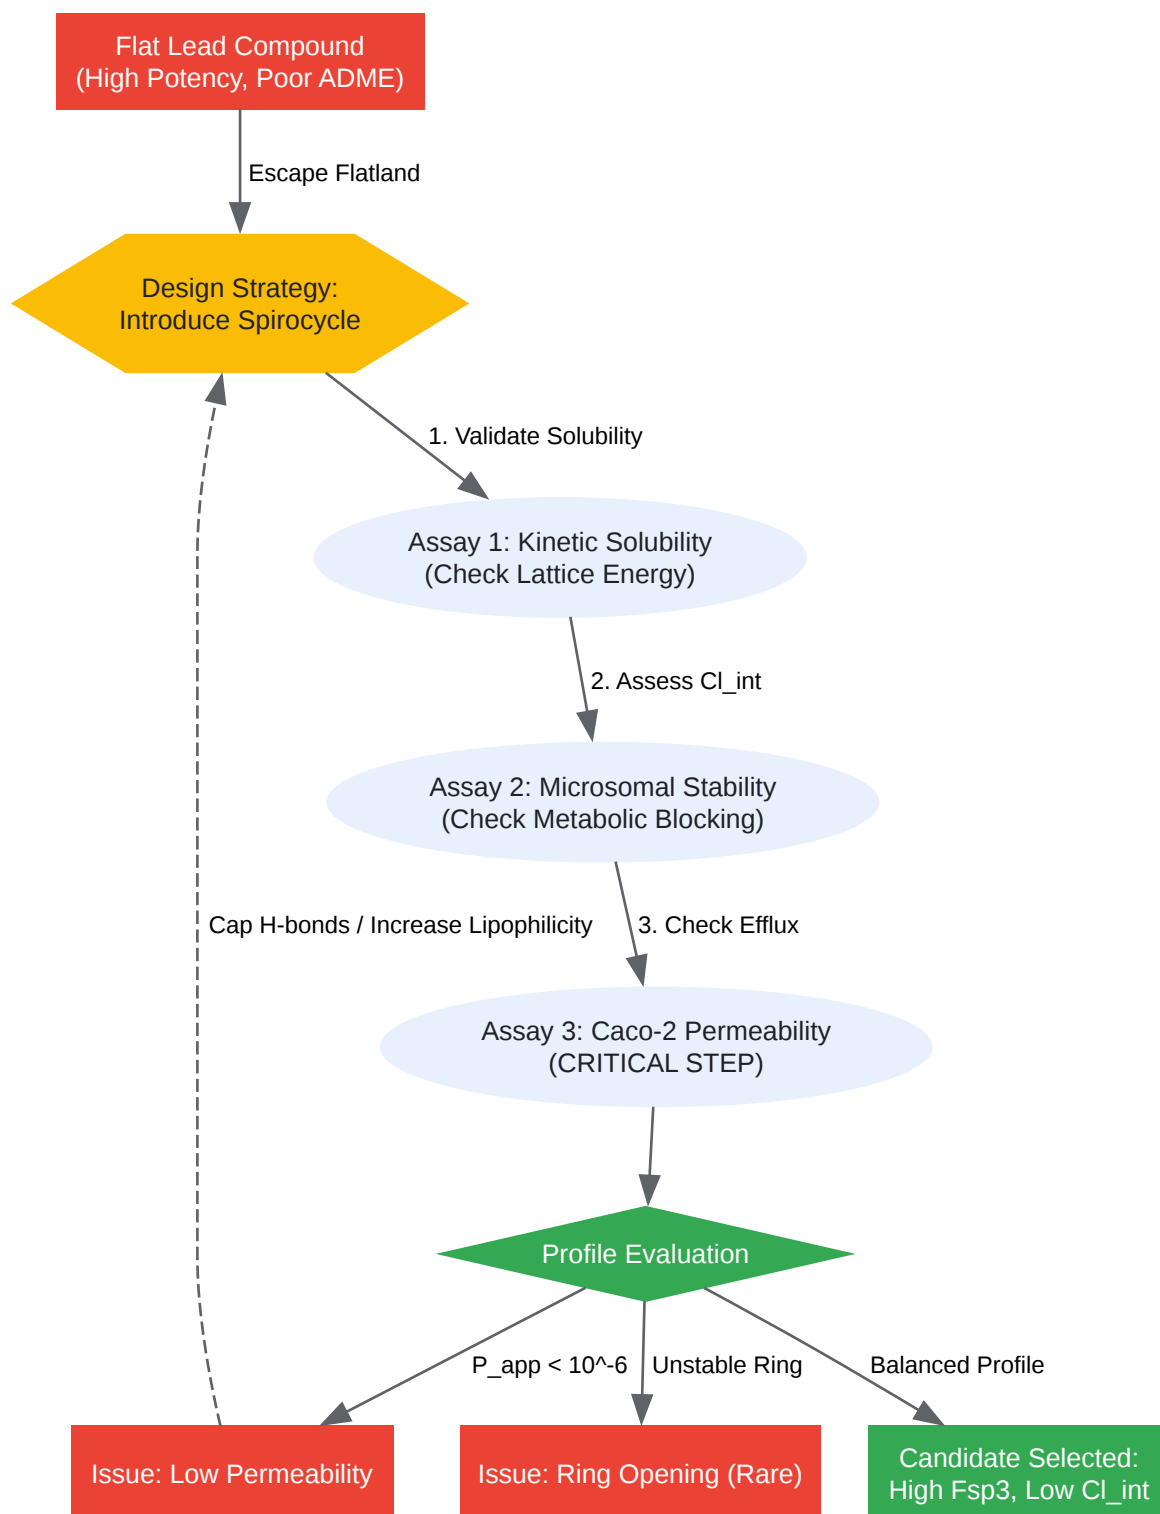 Flat Lead Compound
(High Potency, Poor ADME)
Escape Flatland
Design Strategy:
Introduce Spirocycle
1. Validate Solubility
Assay 1: Kinetic Solubility
(Check Lattice Energy)
2. Assess Cl_int
Assay 2: Microsomal Stability
(Check Metabolic Blocking)
Cap H-bonds / Increase Lipophilicity
3. Check Efflux
Assay 3: Caco-2 Permeability
(CRITICAL STEP)
Profile Evaluation
P_app < 10^-6
Unstable Ring
Balanced Profile
Issue: Low Permeability
Issue: Ring Opening (Rare)
Candidate Selected:
High Fsp3, Low Cl_int